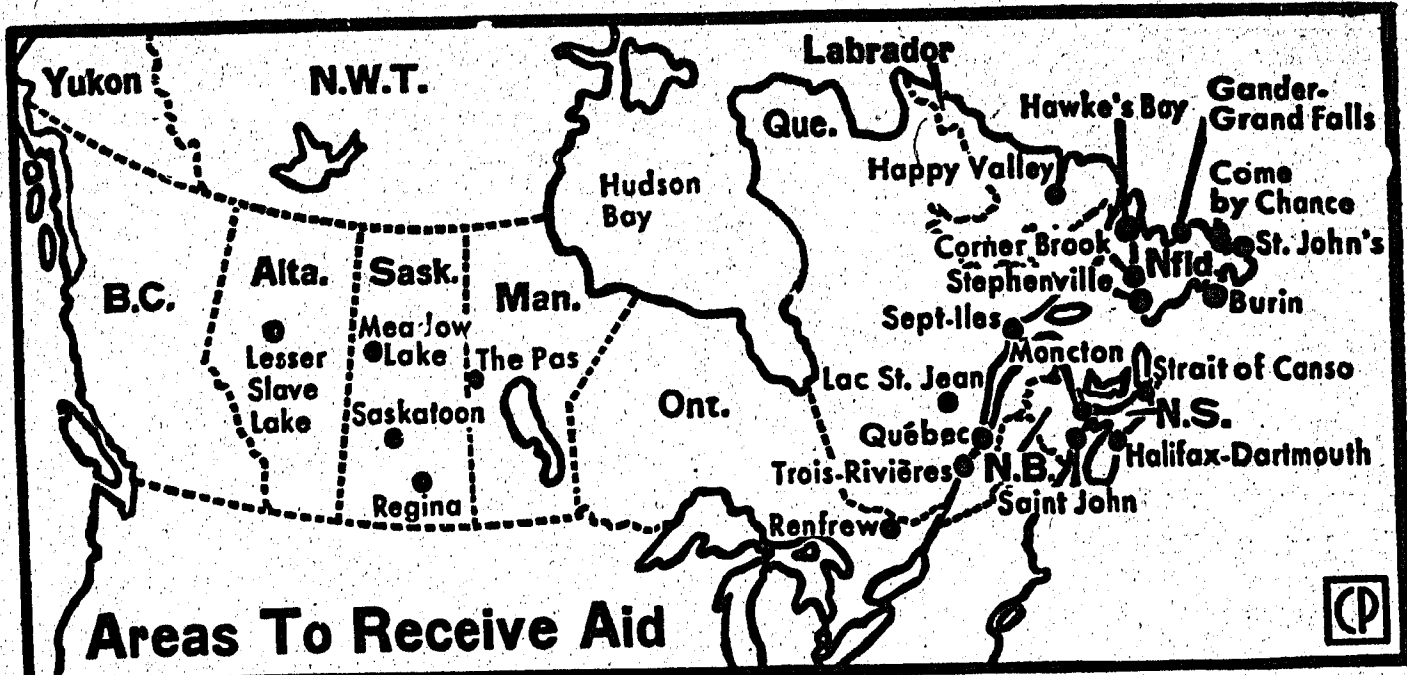 Yukon
N.W.T.
Labrador
Que.
Hawke's Bay
Gander-
Grand Falls
Happy Valley
Come
by Chance
Hudson
Bay
Corner Brook
Nfld.
St. John's
Stephenville
Burin
B.C.
Alta.
Sask.
Man.
Sept-Iles
Meadow
Lake
Lesser
Slave
Lake
The Pas
Moncton
Strait of Canso
Lac St. Jean
Ont.
Saskatoon
N.S.
Québec
Halifax-Dartmouth
Trois-Rivières
N.B.
Saint John
Regina
Renfrew
Areas To Receive Aid
CP